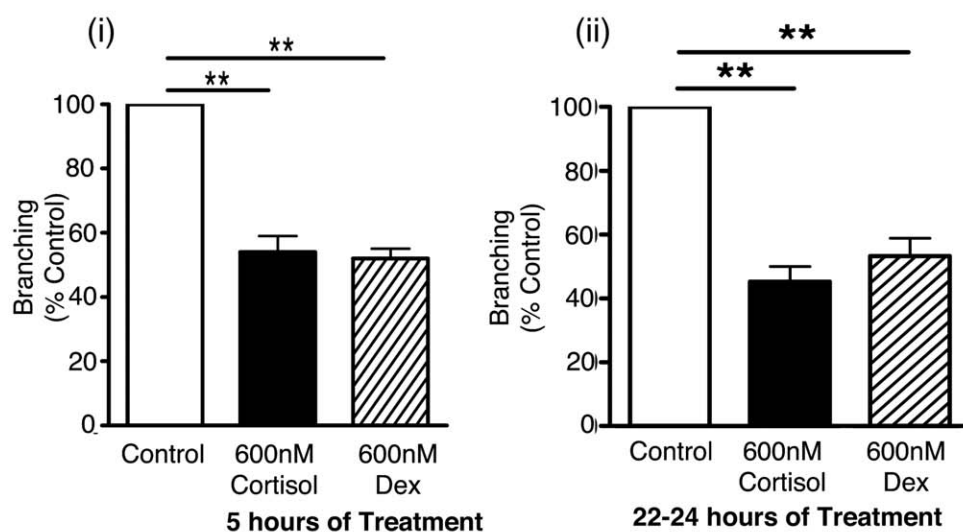 (i)
**
**
100
80
60
40
20
0
Branching
(% Control)
Control
600nM
Cortisol
600nM
Dex
5 hours of Treatment
(ii)
**
**
100
80
60
40
20
0
Branching
(% Control)
Control
600nM
Cortisol
600nM
Dex
22-24 hours of Treatment